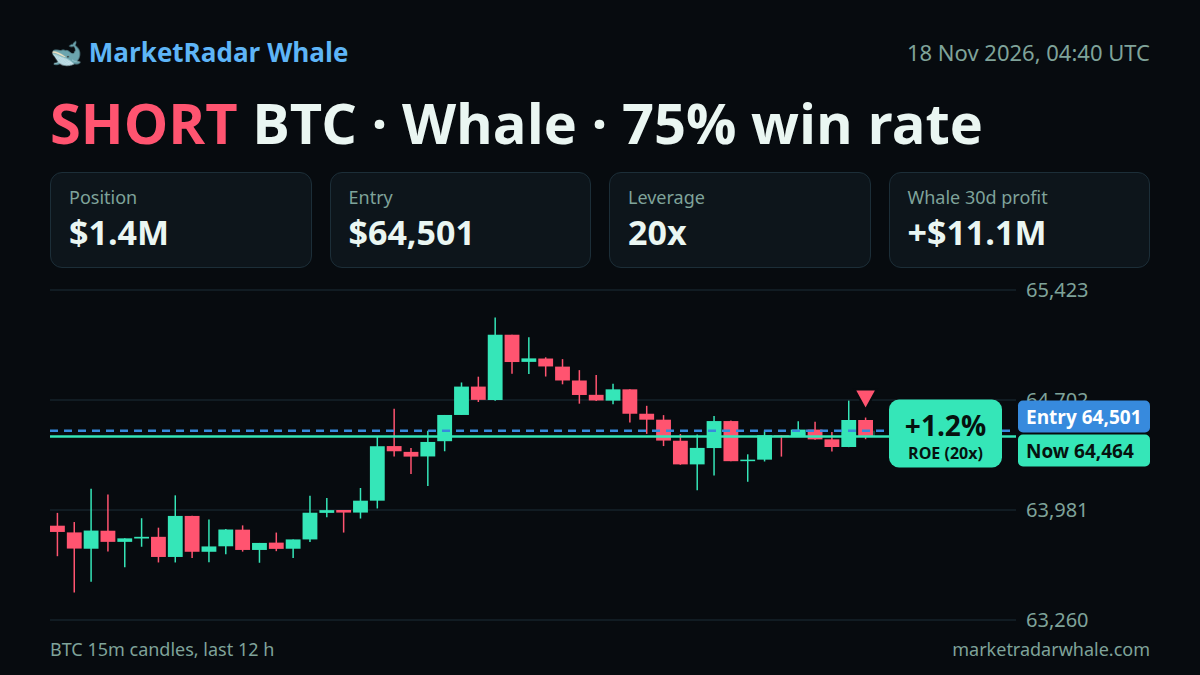 MarketRadar Whale
18 Nov 2026, 04:40 UTC
SHORT BTC · Whale · 75% win rate
Position
$1.4M
Entry
$64,501
Leverage
20x
Whale 30d profit
+$11.1M
65,423
64,702
Entry 64,501
+1.2%
ROE (20x)
Now 64,464
63,981
63,260
BTC 15m candles, last 12 h
marketradarwhale.com